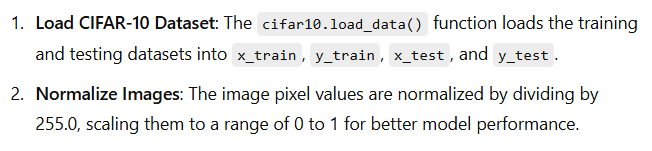 1. Load CIFAR-10 Dataset: The cifar10.load_data() function loads the training
and testing datasets into x_train, y_train, x_test, and y_test.
2. Normalize Images: The image pixel values are normalized by dividing by
255.0, scaling them to a range of 0 to 1 for better model performance.